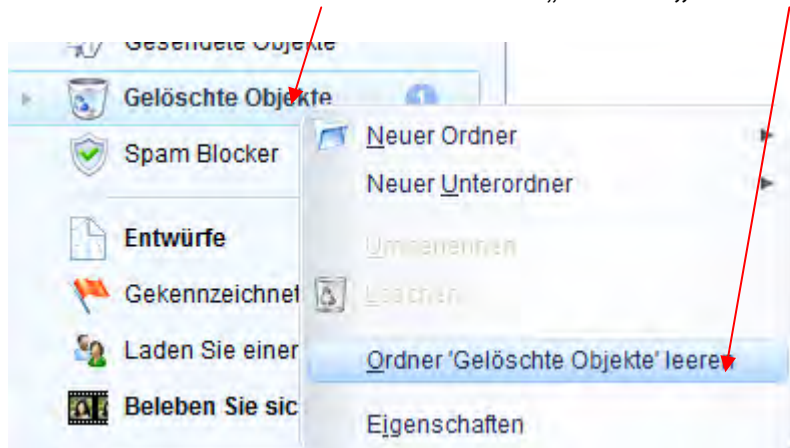 Gesendete Objekte
Gelöschte Objekte
Spam Blocker
Entwürfe
Gekennzeichnet
Laden Sie einer
Beleben Sie sic
Neuer Ordner
Neuer Unterordner
Umbenennen
Löschen
Ordner 'Gelöschte Objekte' leeren
Eigenschaften